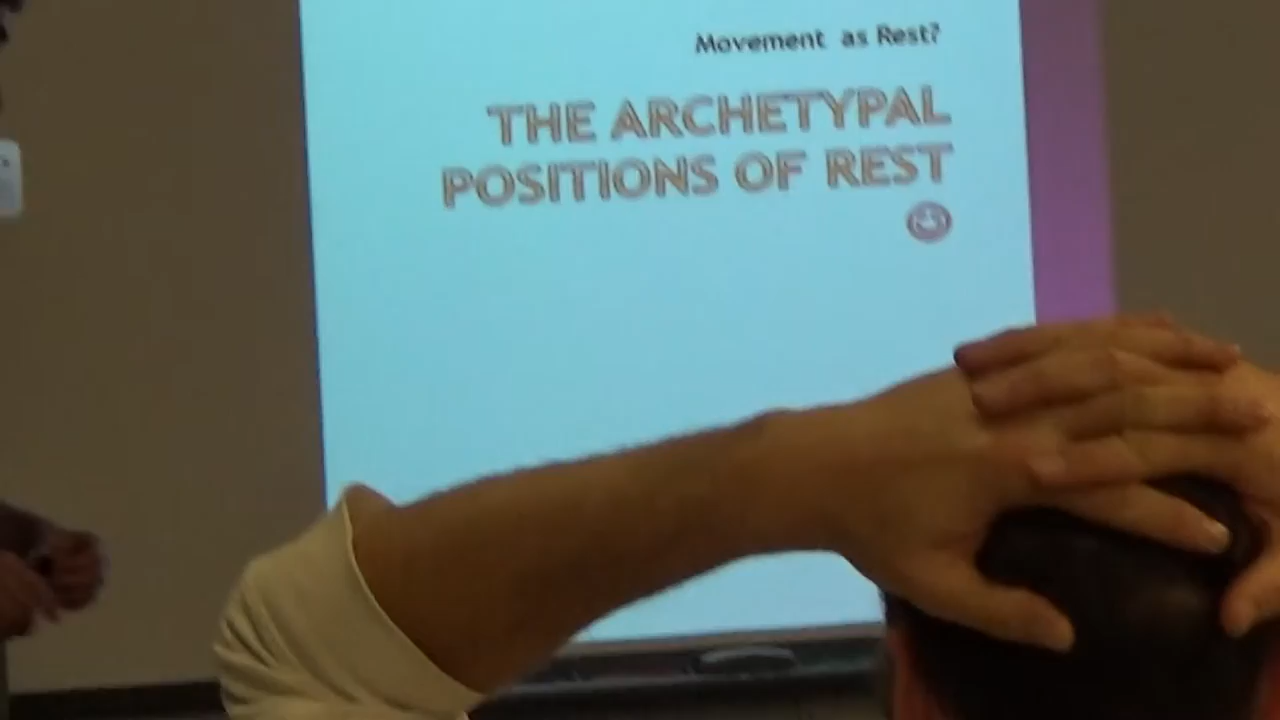 Movement as Rest?
THE ARCHETYPAL
POSITIONS OF REST